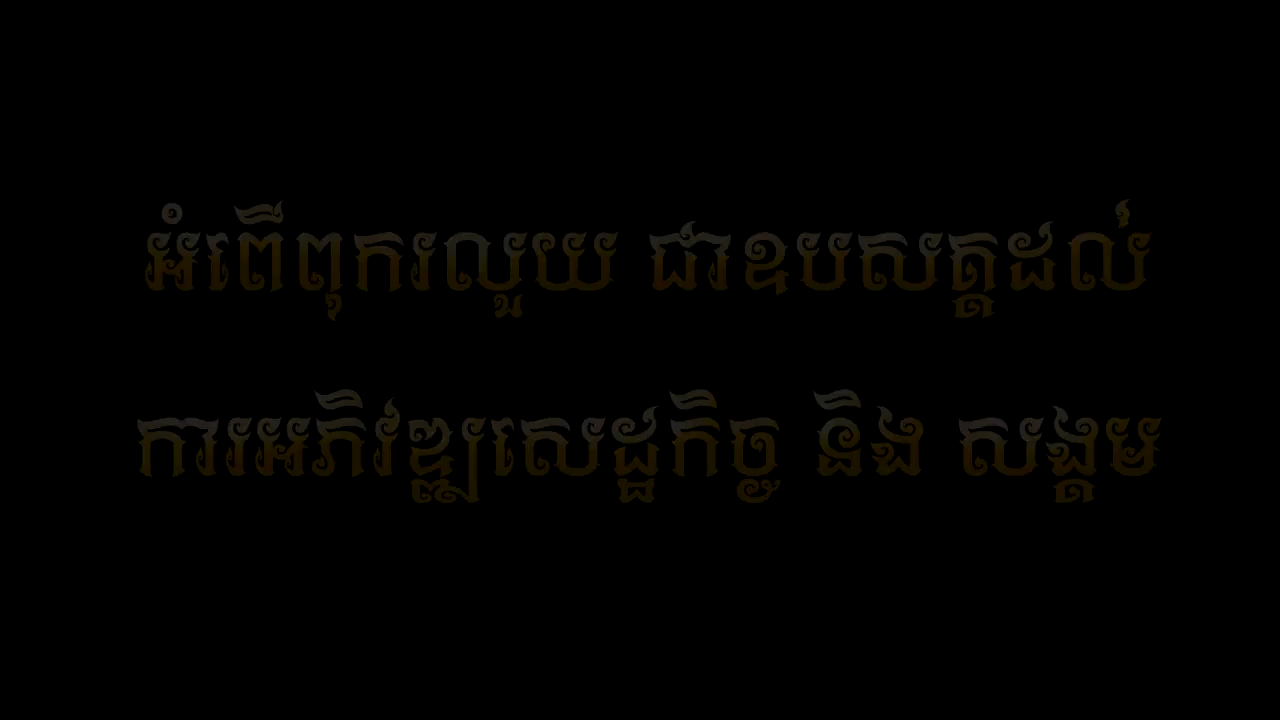 អំពើពុករលួយ ជាឧបសគ្គដល់
ការអភិវឌ្ឍសេដ្ឋកិច្ច និង សង្គម